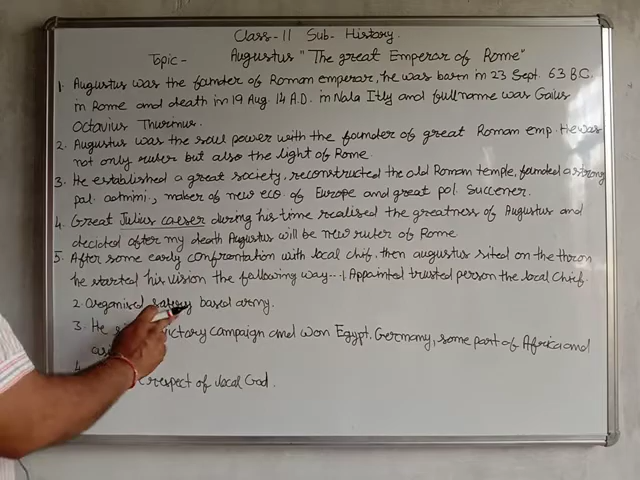 Class-11 Sub- History.
Topic - Augustus "The great Emperor of Rome"
1. Augustus was the founder of Roman emperor, he was born in 23 Sept. 63 BC.
in Rome and death in 19 Aug. 14 A.D. in Nala Itly and full name was Gaius
Octavius Thurinur.
2. Augustus was the soul power with the founder of great Roman emp. He was
not only ruler but also the light of Rome.
3. He established a great society, reconstructed the old Roman temple, founded a strong
pal. admini., maker of new eco. of Europe and great pol. Succener.
4. Great Julius caeser during his time realised the greatness of Augustus and
decided after my death Augustus will be new ruler of Rome
5. After some early confrontation with local chif, then augustus sited on the thron
he started his vision the following way... 1. Appointed trusted person the local Chief.
2. Organised salary based army.
3. He victory campaign and won Egypt, Germany, some part of Africa and
4.
respect of local God.